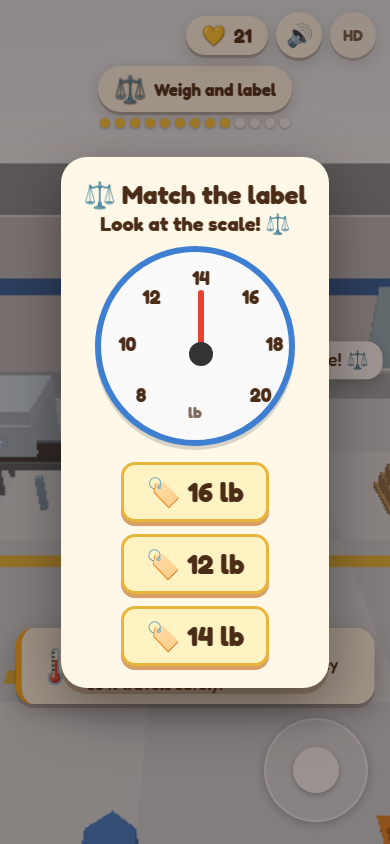 21
HD
Weigh and label
Match the label
Look at the scale!
14
12
16
10
18
8
20
lb
e!
16 lb
12 lb
14 lb
y